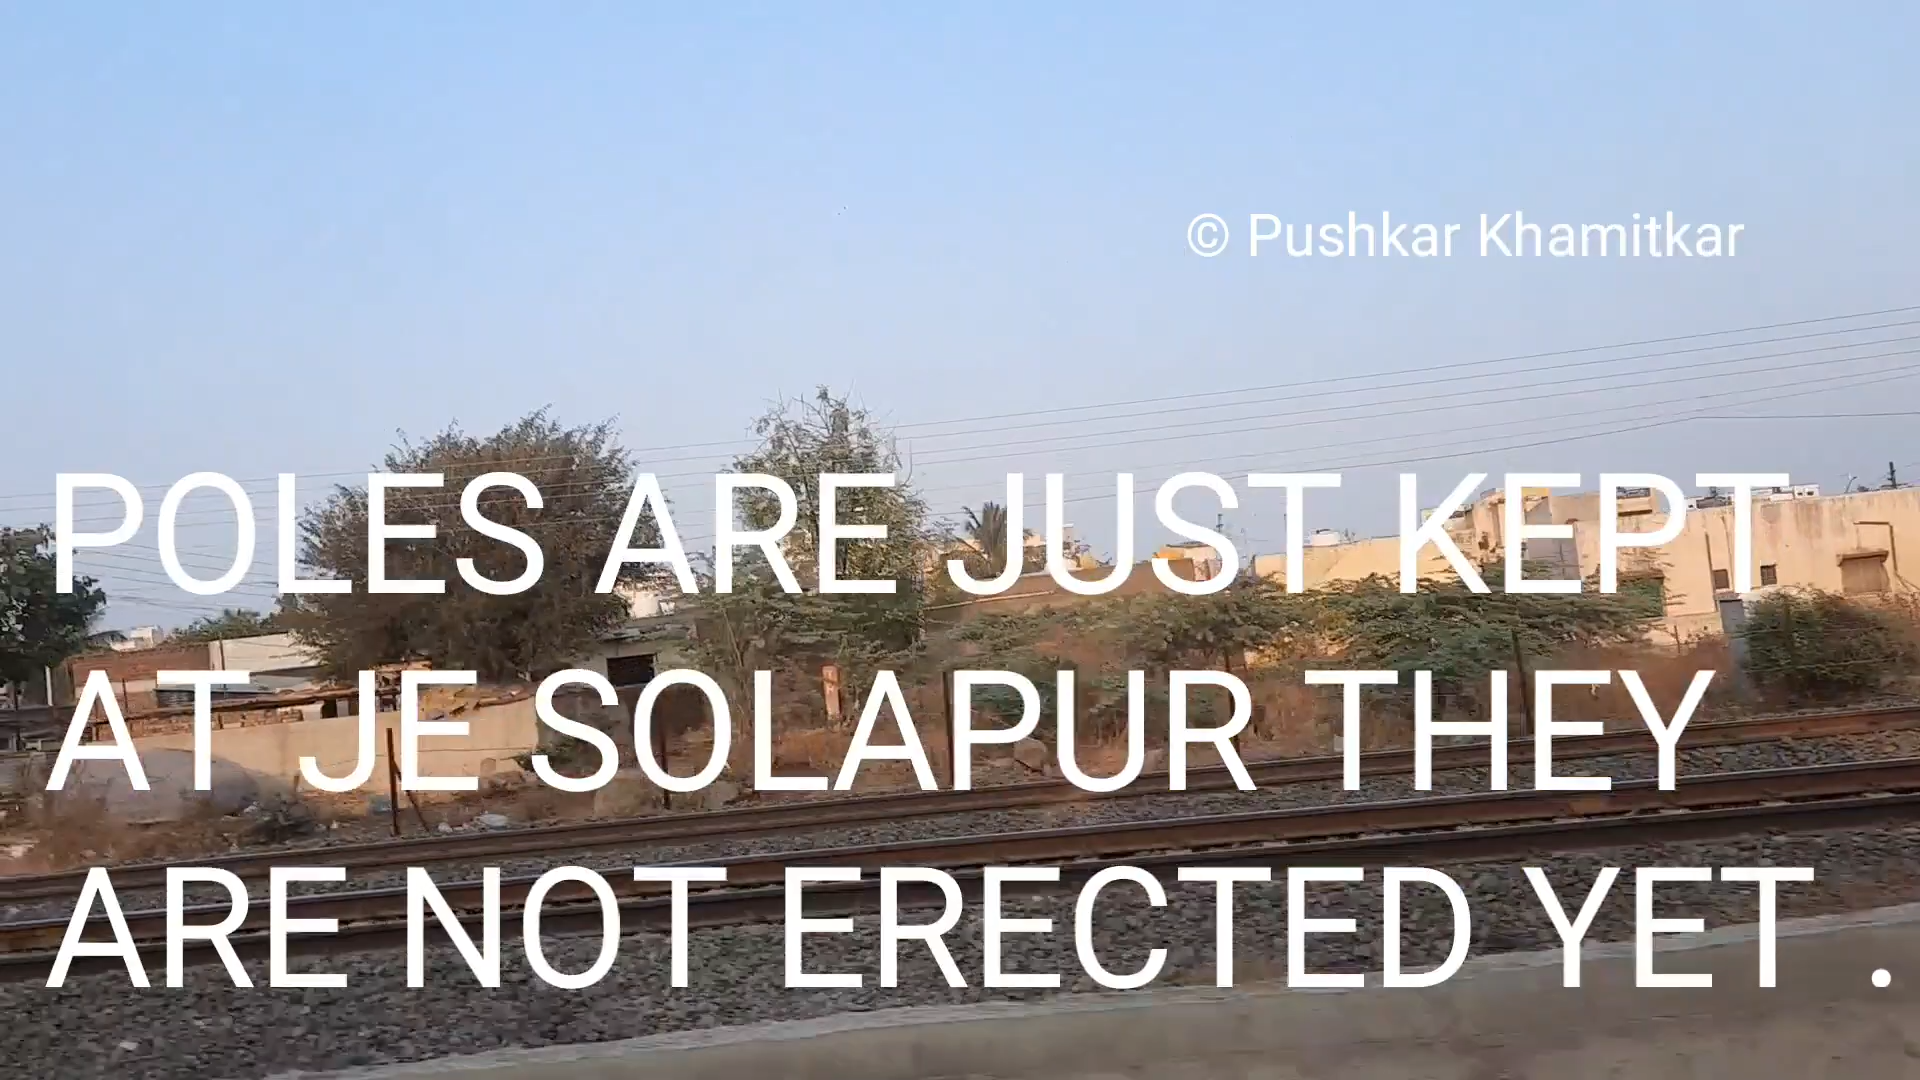 © Pushkar Khamitkar
POLES ARE JUST KEPT
AT JE SOLAPUR THEY
ARE NOT ERECTED YET .